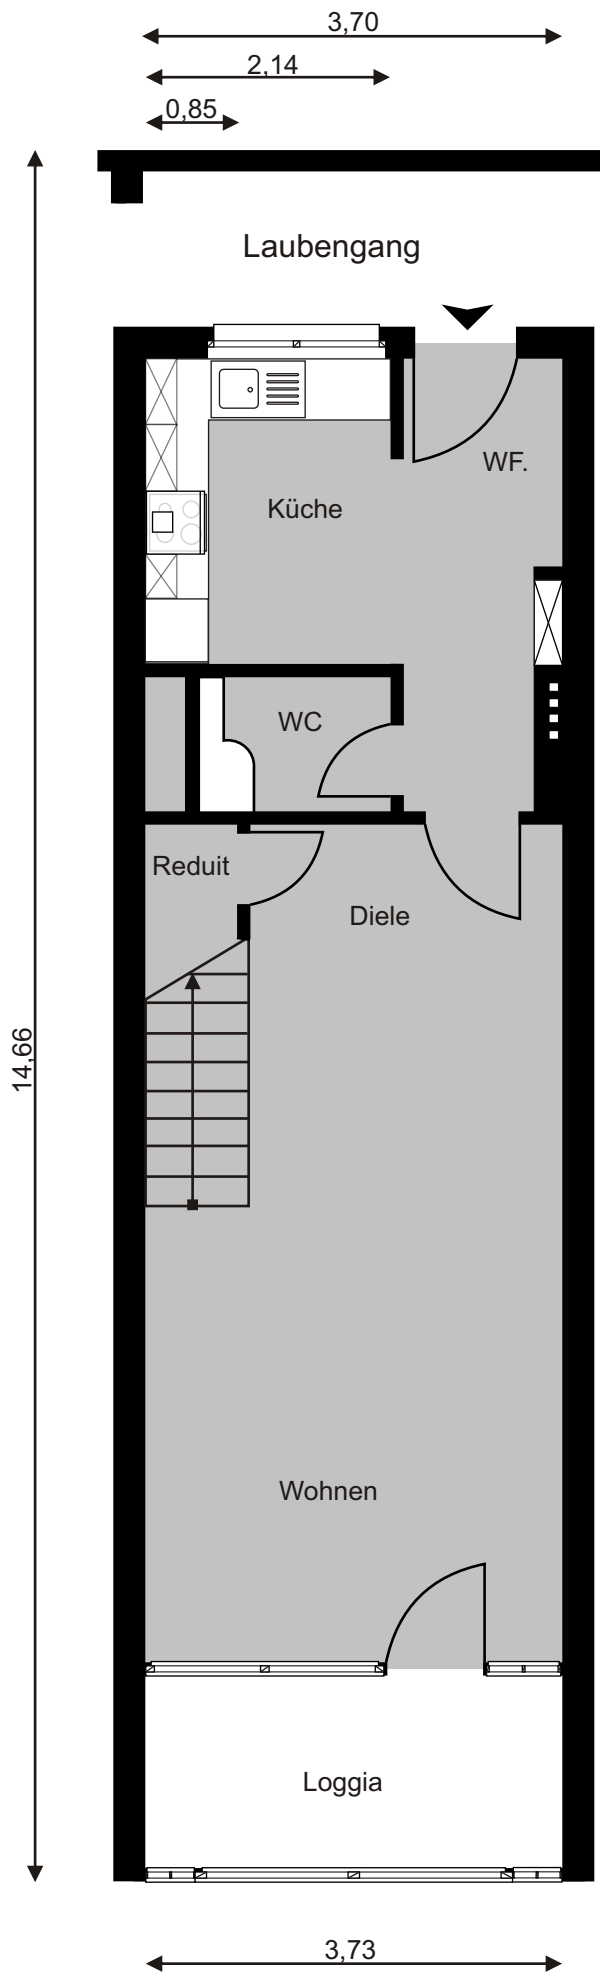 3,70
2,14
0,85
Laubengang
WF.
Küche
WC
Reduit
Diele
14,66
Wohnen
Loggia
3,73